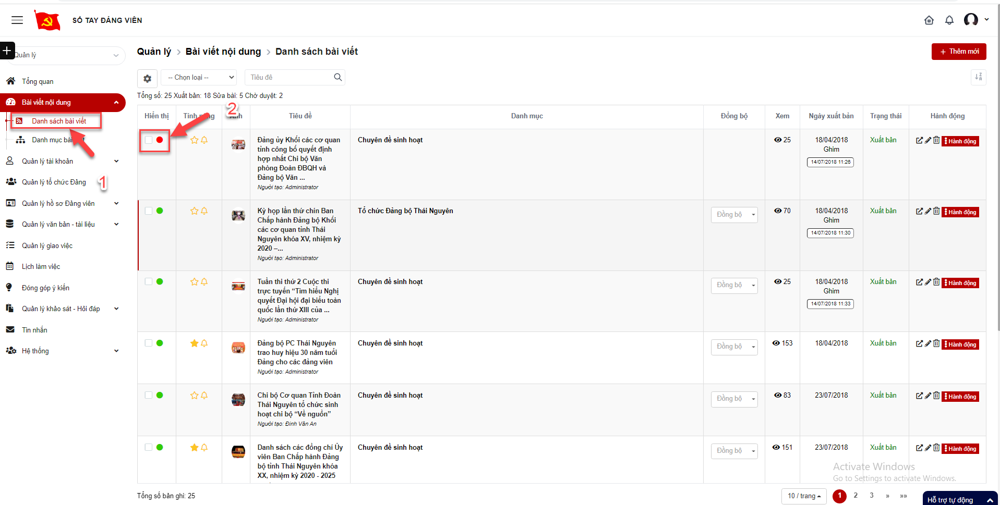 SỔ TAY ĐẢNG VIÊN
Quản lý
Quản lý › Bài viết nội dung › Danh sách bài viết
+ Thêm mới
-- Chọn loại --
Tiêu đề
Tổng số: 25 Xuất bản: 18 Sửa bài: 5 Chờ duyệt: 2
Tổng quan
Bài viết nội dung
Danh sách bài viết
Danh mục
Quản lý tài khoản
Quản lý tổ chức Đảng
1
Quản lý hồ sơ Đảng viên
Quản lý văn bản - tài liệu
Quản lý giao việc
Lịch làm việc
Đóng góp ý kiến
Quản lý khảo sát - Hỏi đáp
Tin nhắn
Hệ thống
2
Hiển thị
Tính
Tiêu đề
Danh mục
Đồng bộ
Xem
Ngày xuất bản
Trạng thái
Hành động
Đảng ủy Khối các cơ quan
tỉnh công bố quyết định
hợp nhất Chi bộ Văn
phòng Đoàn ĐBQH và
Đảng bộ Văn ...
Người tạo: Administrator
Chuyên đề sinh hoạt
25
18/04/2018
Ghim
14/07/2018 11:26
Xuất bản
Hành động
Kỳ họp lần thứ chín Ban
Chấp hành Đảng bộ Khối
các cơ quan tỉnh Thái
Nguyên khóa XV, nhiệm kỳ
2020 –...
Người tạo: Administrator
Tổ chức Đảng bộ Thái Nguyên
Đồng bộ
70
18/04/2018
Ghim
14/07/2018 11:30
Xuất bản
Hành động
Tuần thi thứ 2 Cuộc thi
trực tuyến “Tìm hiểu Nghị
quyết Đại hội đại biểu toàn
quốc lần thứ XIII của ...
Người tạo: Administrator
Chuyên đề sinh hoạt
Đồng bộ
25
18/04/2018
Ghim
14/07/2018 11:33
Xuất bản
Hành động
Đảng bộ PC Thái Nguyên
trao huy hiệu 30 năm tuổi
Đảng cho các đảng viên
Người tạo: Administrator
Chuyên đề sinh hoạt
Đồng bộ
153
18/04/2018
Xuất bản
Hành động
Chi bộ Cơ quan Tỉnh Đoàn
Thái Nguyên tổ chức sinh
hoạt chi bộ “Về nguồn”
Người tạo: Đinh Văn An
Chuyên đề sinh hoạt
Đồng bộ
83
23/07/2018
Xuất bản
Hành động
Danh sách các đồng chí Ủy
viên Ban Chấp hành Đảng
bộ tỉnh Thái Nguyên khóa
XX, nhiệm kỳ 2020 - 2025
Chuyên đề sinh hoạt
Đồng bộ
151
23/07/2018
Xuất bản
Hành động
Activate Windows
Go to Settings to activate Windows.
Tổng số bản ghi: 25
10 / trang
1 2 3 » »»
Hỗ trợ tự động